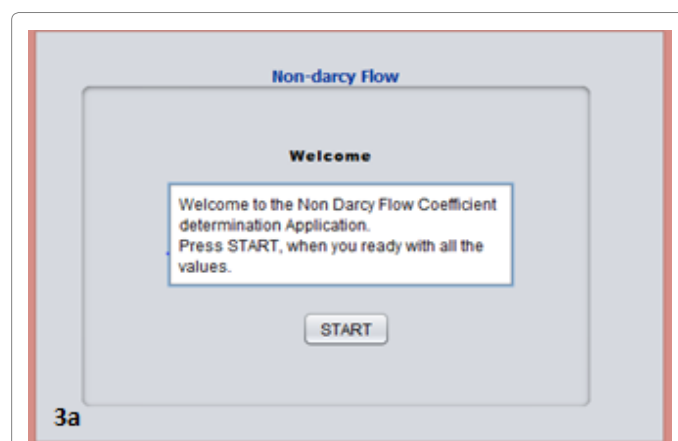 Non-darcy Flow
Welcome
Welcome to the Non Darcy Flow Coefficient
determination Application.
Press START, when you ready with all the
values.
START
3a